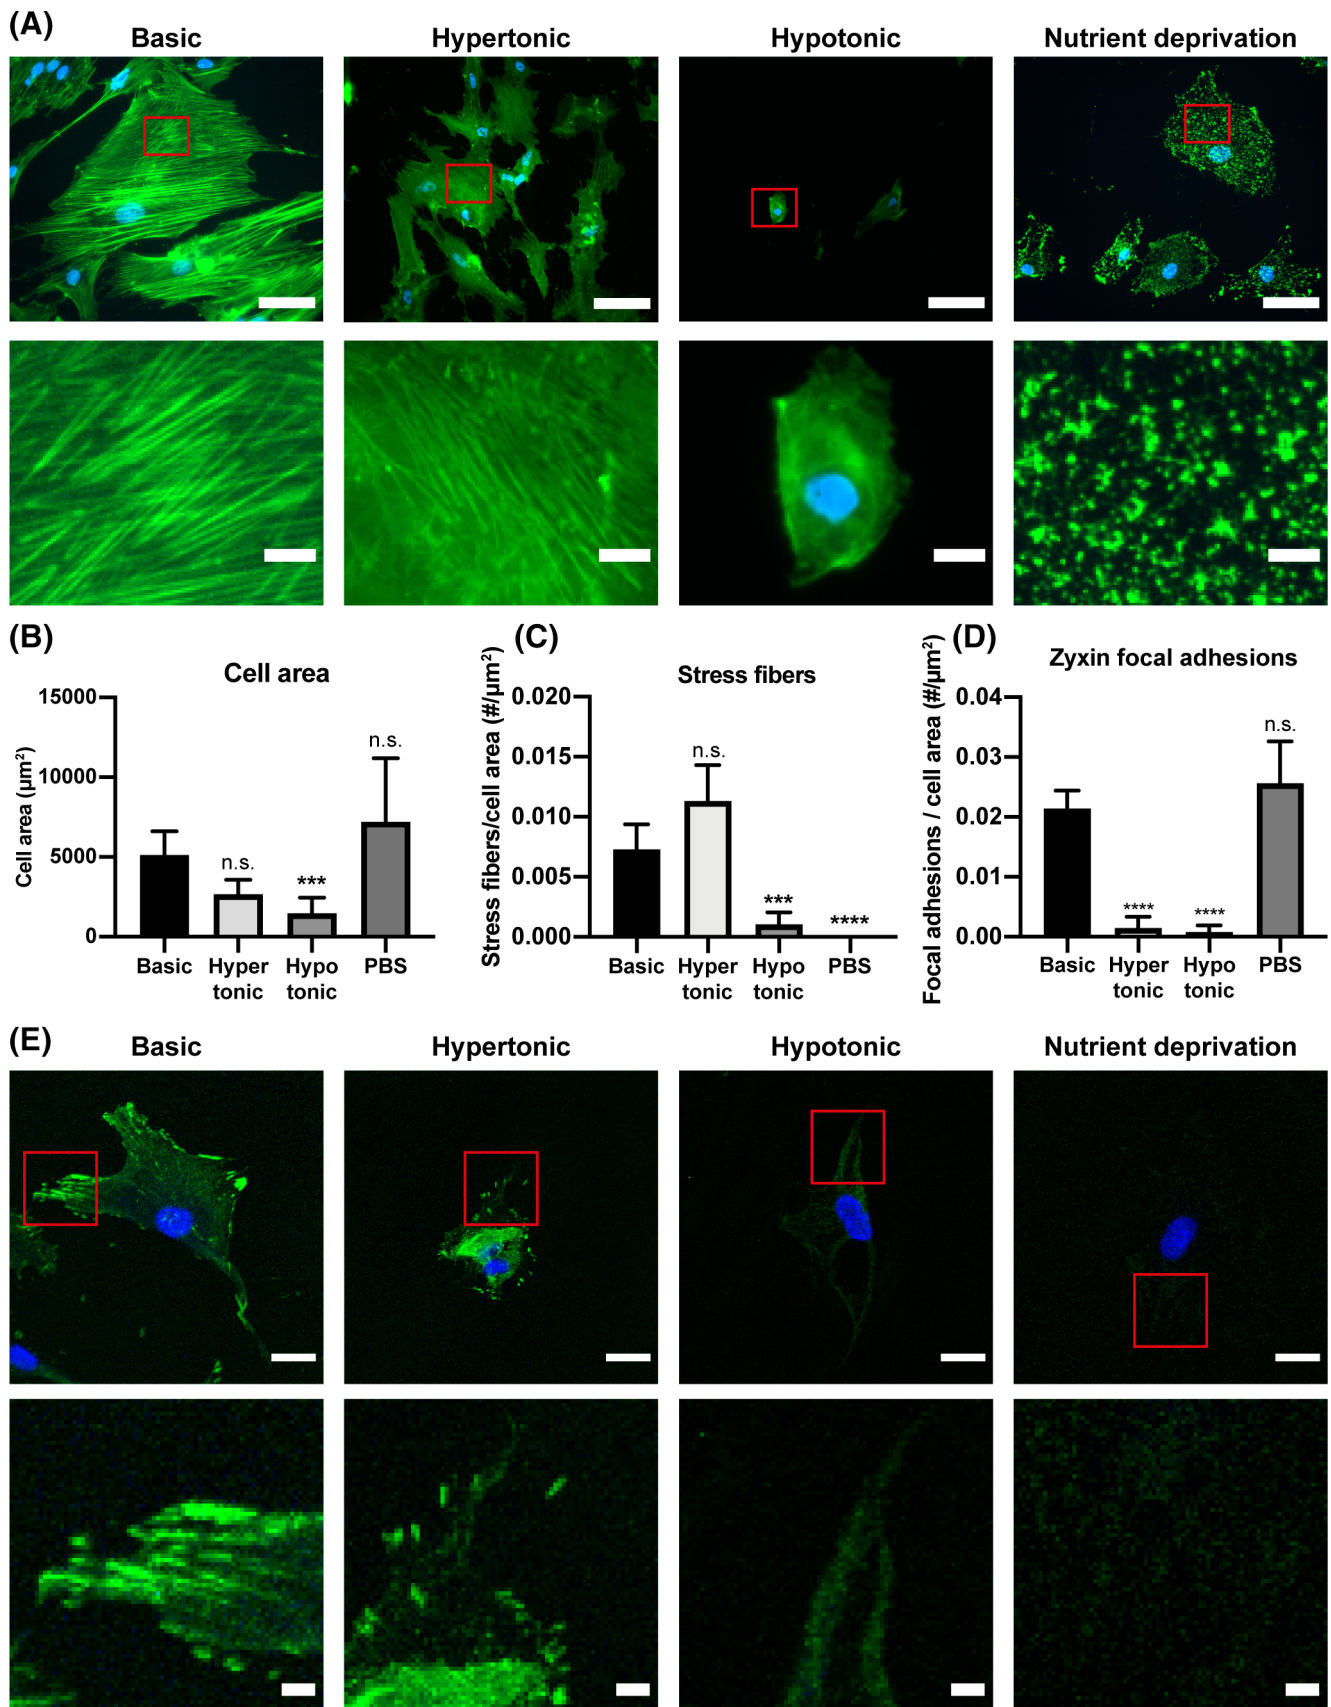 (A)
Basic Hypertonic Hypotonic Nutrient deprivation
(B)
Cell area
Cell area (µm²)
15000
10000
5000
0
n.s.
***
n.s.
Basic Hyper tonic Hypo tonic PBS
(C)
Stress fibers
Stress fibers/cell area (#/µm²)
0.020
0.015
0.010
0.005
0.000
n.s.
***
****
Basic Hyper tonic Hypo tonic PBS
(D)
Zyxin focal adhesions
Focal adhesions / cell area (#/µm²)
0.04
0.03
0.02
0.01
0.00
****
****
n.s.
Basic Hyper tonic Hypo tonic PBS
(E)
Basic Hypertonic Hypotonic Nutrient deprivation